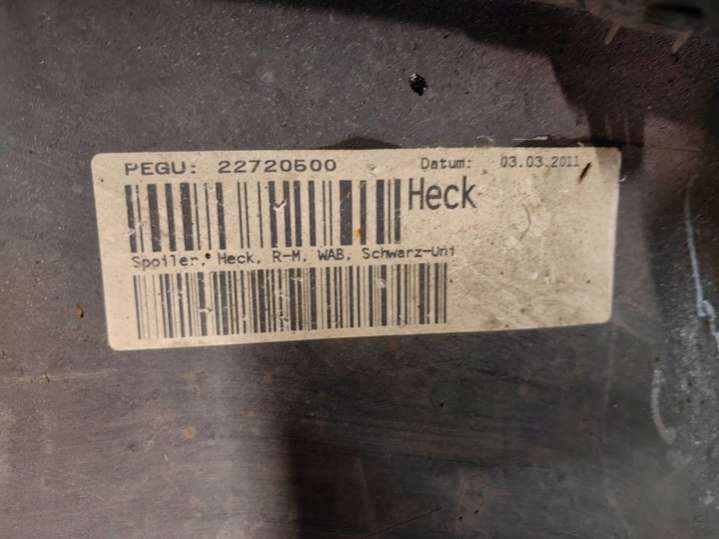 PEGU: 22720500 Datum: 03.03.2011
Heck
Spoiler, Heck, R-M, WAB, Schwarz-Uni